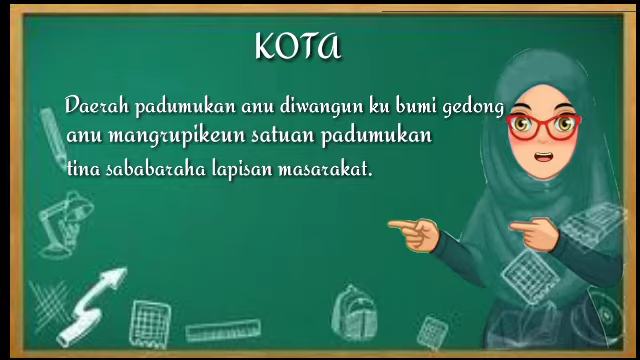 KOTA
Daerah padumukan anu diwangun ku bumi gedong
anu mangrupikeun satuan padumukan
tina sababaraha lapisan masarakat.